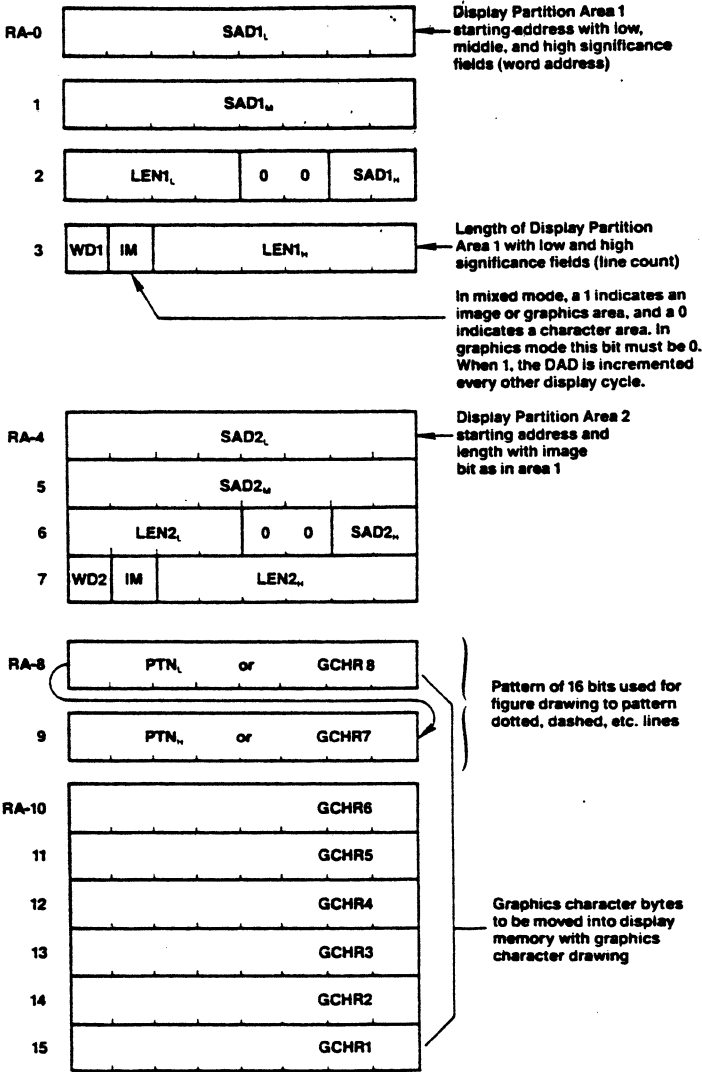 RA-0 SAD1L
Display Partition Area 1
starting address with low,
middle, and high significance
fields (word address)
1 SAD1M
2 LEN1L 0 0 SAD1H
3 WD1 IM LEN1H
Length of Display Partition
Area 1 with low and high
significance fields (line count)
In mixed mode, a 1 indicates an
image or graphics area, and a 0
indicates a character area. In
graphics mode this bit must be 0.
When 1, the DAD is incremented
every other display cycle.
RA-4 SAD2L
Display Partition Area 2
starting address and
length with image
bit as in area 1
5 SAD2M
6 LEN2L 0 0 SAD2H
7 WD2 IM LEN2H
RA-8 PTNL or GCHR8
9 PTNH or GCHR7
Pattern of 16 bits used for
figure drawing to pattern
dotted, dashed, etc. lines
RA-10 GCHR6
11 GCHR5
12 GCHR4
13 GCHR3
14 GCHR2
15 GCHR1
Graphics character bytes
to be moved into display
memory with graphics
character drawing